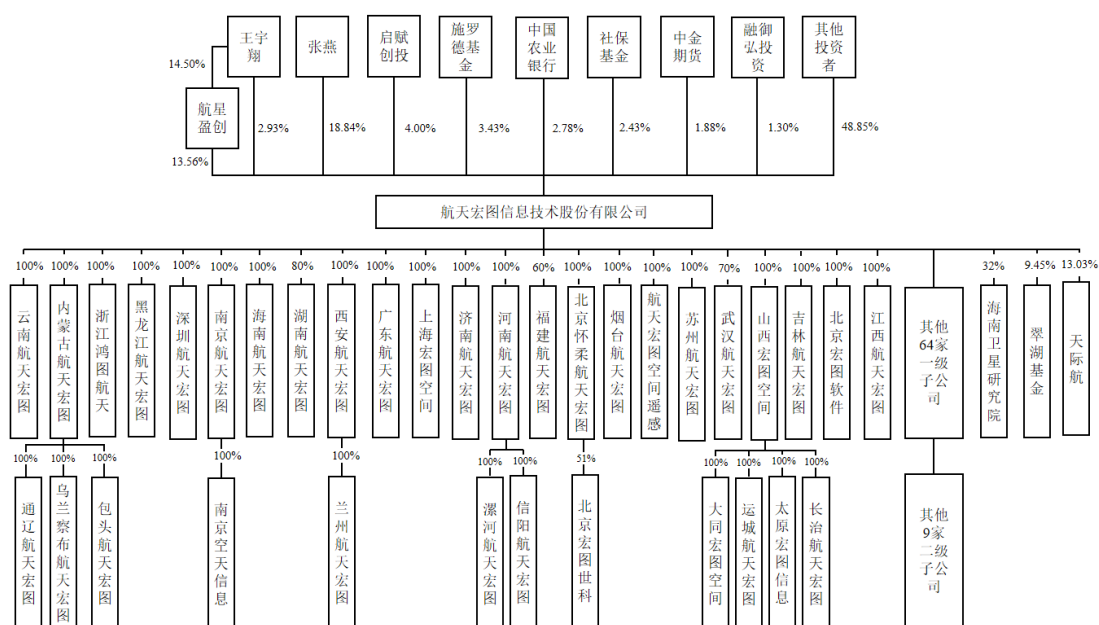 王宇
翔
张燕
启赋
创投
施罗
德基
金
中国
农业
银行
社保
基金
中金
期货
融御
弘投
资
其他
投资
者
14.50%
航星
盈创
2.93%
18.84%
4.00%
3.43%
2.78%
2.43%
1.88%
1.30%
48.85%
13.56%
航天宏图信息技术股份有限公司
100%
100%
100%
100%
100%
100%
100%
80%
100%
100%
100%
100%
100%
60%
100%
100%
100%
100%
70%
100%
100%
100%
100%
32%
9.45%
13.03%
云南航天宏图
内蒙古航天宏图
浙江鸿图航天
黑龙江航天宏图
深圳航天宏图
南京航天宏图
海南航天宏图
湖南航天宏图
西安航天宏图
广东航天宏图
上海宏图空间
济南航天宏图
河南航天宏图
福建航天宏图
北京怀柔航天宏图
烟台航天宏图
航天宏图空间遥感
苏州航天宏图
武汉航天宏图
山西宏图空间
吉林航天宏图
北京宏图软件
江西航天宏图
其他
64家
一级
子公
司
海南卫星研究院
翠湖基金
天际航
100%
100%
100%
100%
100%
100%
100%
51%
100%
100%
100%
100%
通辽航天宏图
乌兰察布航天宏图
包头航天宏图
南京空天信息
兰州航天宏图
漯河航天宏图
信阳航天宏图
北京宏图世科
大同宏图空间
运城航天宏图
太原宏图信息
长治航天宏图
其他
9家
二级
子公
司